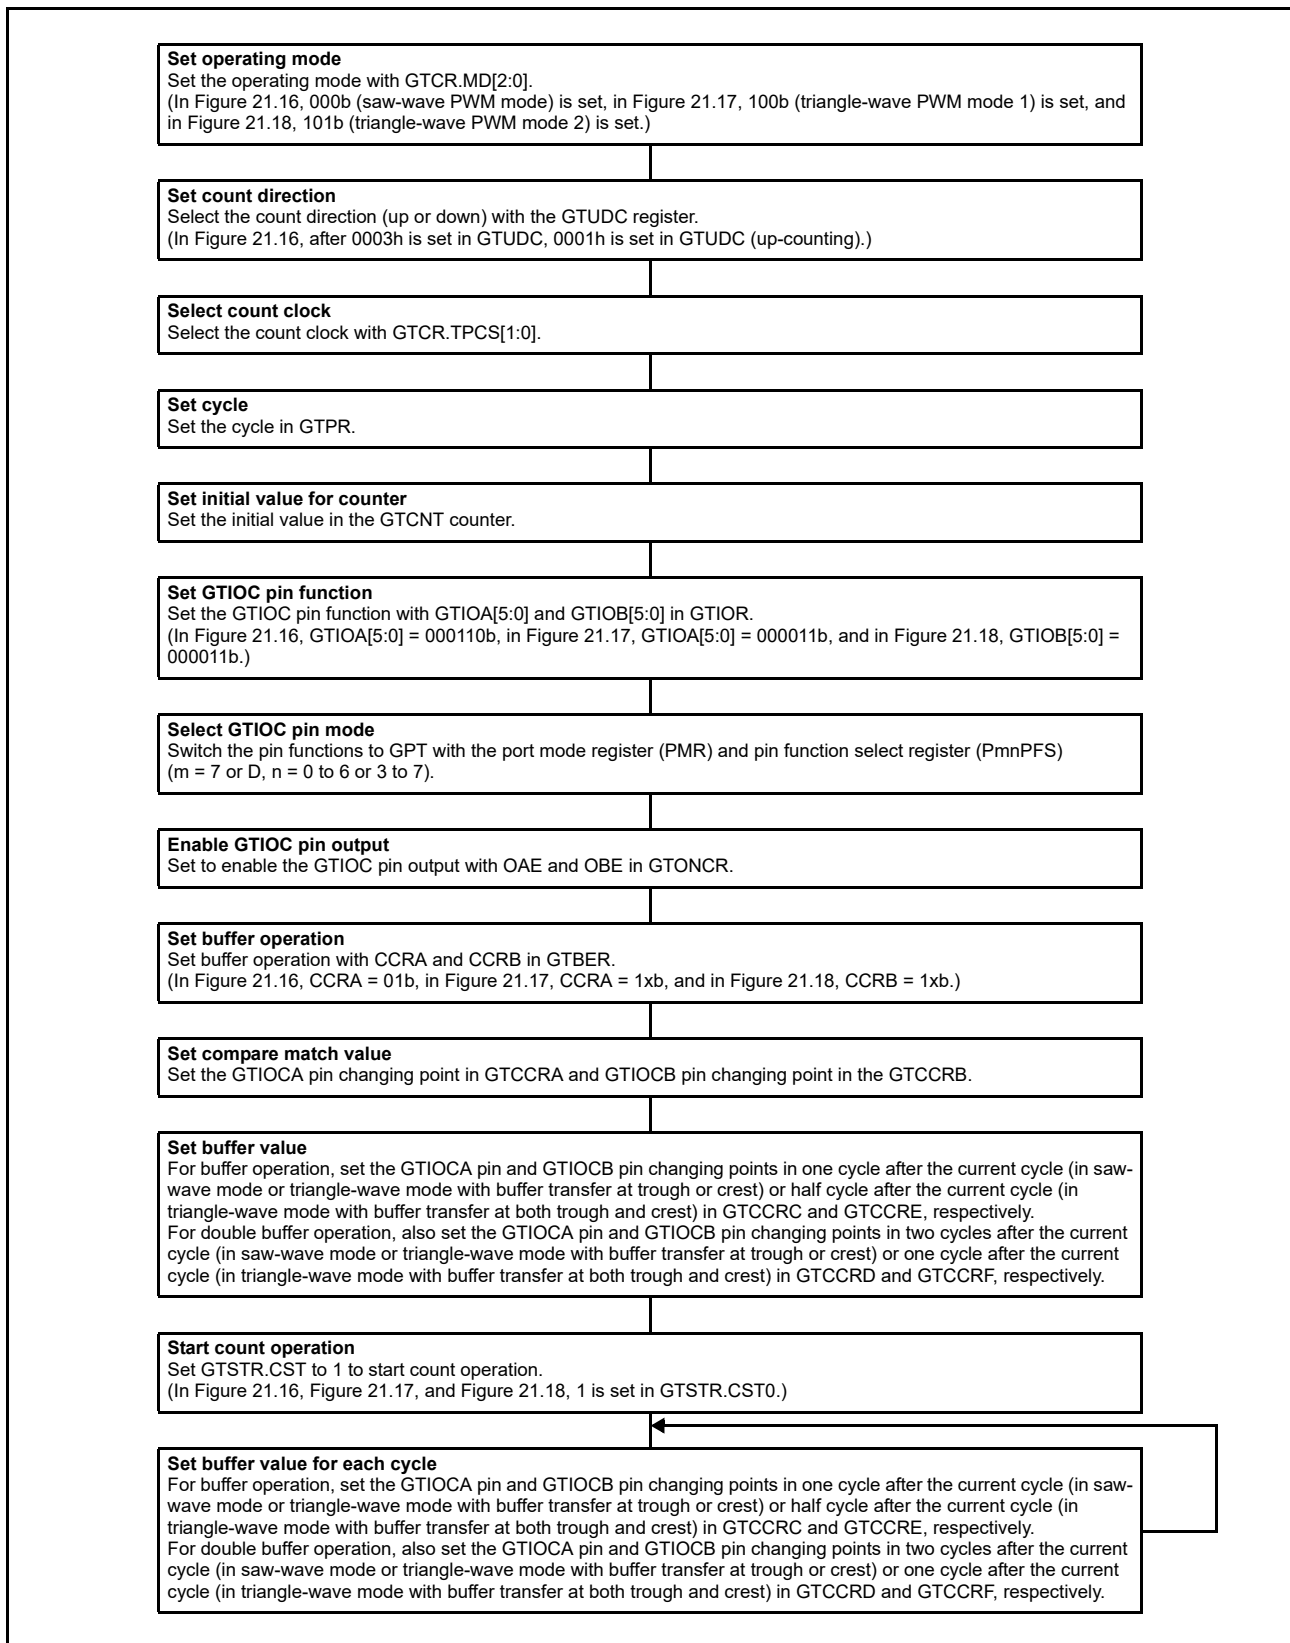 Set operating mode
Set the operating mode with GTCR.MD[2:0].
(In Figure 21.16, 000b (saw-wave PWM mode) is set, in Figure 21.17, 100b (triangle-wave PWM mode 1) is set, and
in Figure 21.18, 101b (triangle-wave PWM mode 2) is set.)
Set count direction
Select the count direction (up or down) with the GTUDC register.
(In Figure 21.16, after 0003h is set in GTUDC, 0001h is set in GTUDC (up-counting).)
Select count clock
Select the count clock with GTCR.TPCS[1:0].
Set cycle
Set the cycle in GTPR.
Set initial value for counter
Set the initial value in the GTCNT counter.
Set GTIOC pin function
Set the GTIOC pin function with GTIOA[5:0] and GTIOB[5:0] in GTIOR.
(In Figure 21.16, GTIOA[5:0] = 000110b, in Figure 21.17, GTIOA[5:0] = 000011b, and in Figure 21.18, GTIOB[5:0] =
000011b.)
Select GTIOC pin mode
Switch the pin functions to GPT with the port mode register (PMR) and pin function select register (PmnPFS)
(m = 7 or D, n = 0 to 6 or 3 to 7).
Enable GTIOC pin output
Set to enable the GTIOC pin output with OAE and OBE in GTONCR.
Set buffer operation
Set buffer operation with CCRA and CCRB in GTBER.
(In Figure 21.16, CCRA = 01b, in Figure 21.17, CCRA = 1xb, and in Figure 21.18, CCRB = 1xb.)
Set compare match value
Set the GTIOCA pin changing point in GTCCRA and GTIOCB pin changing point in the GTCCRB.
Set buffer value
For buffer operation, set the GTIOCA pin and GTIOCB pin changing points in one cycle after the current cycle (in saw-
wave mode or triangle-wave mode with buffer transfer at trough or crest) or half cycle after the current cycle (in
triangle-wave mode with buffer transfer at both trough and crest) in GTCCRC and GTCCRE, respectively.
For double buffer operation, also set the GTIOCA pin and GTIOCB pin changing points in two cycles after the current
cycle (in saw-wave mode or triangle-wave mode with buffer transfer at trough or crest) or one cycle after the current
cycle (in triangle-wave mode with buffer transfer at both trough and crest) in GTCCRD and GTCCRF, respectively.
Start count operation
Set GTSTR.CST to 1 to start count operation.
(In Figure 21.16, Figure 21.17, and Figure 21.18, 1 is set in GTSTR.CST0.)
Set buffer value for each cycle
For buffer operation, set the GTIOCA pin and GTIOCB pin changing points in one cycle after the current cycle (in saw-
wave mode or triangle-wave mode with buffer transfer at trough or crest) or half cycle after the current cycle (in
triangle-wave mode with buffer transfer at both trough and crest) in GTCCRC and GTCCRE, respectively.
For double buffer operation, also set the GTIOCA pin and GTIOCB pin changing points in two cycles after the current
cycle (in saw-wave mode or triangle-wave mode with buffer transfer at trough or crest) or one cycle after the current
cycle (in triangle-wave mode with buffer transfer at both trough and crest) in GTCCRD and GTCCRF, respectively.